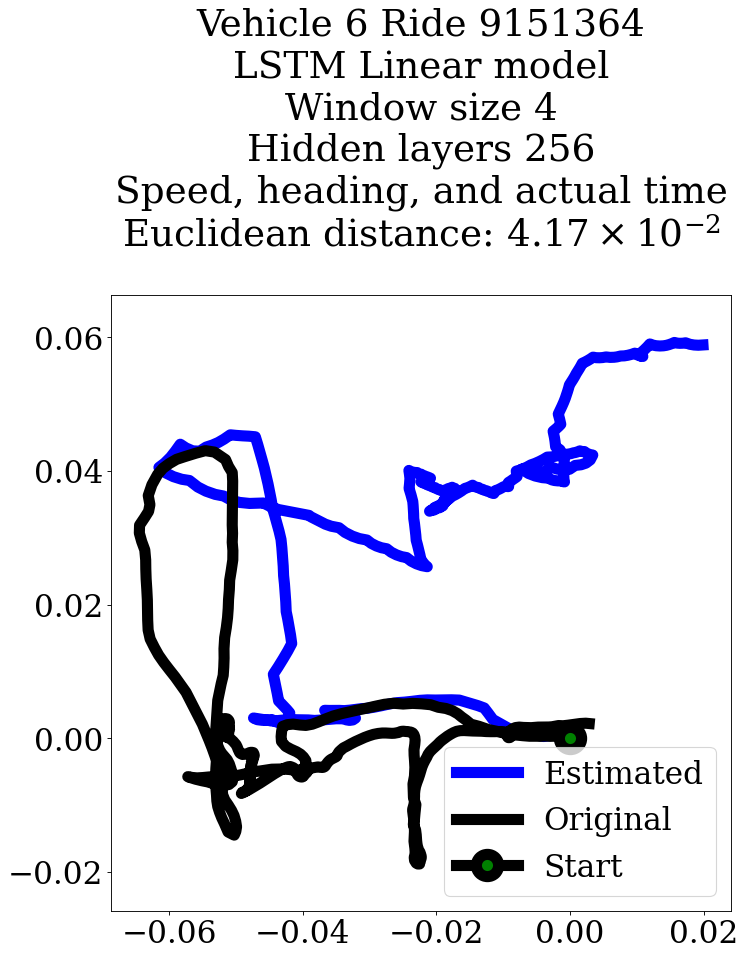 Vehicle 6 Ride 9151364
LSTM Linear model
Window size 4
Hidden layers 256
Speed, heading, and actual time
Euclidean distance: 4.17 × 10⁻²
0.06
0.04
0.02
0.00
−0.02
Estimated
Original
Start
−0.06 −0.04 −0.02 0.00 0.02